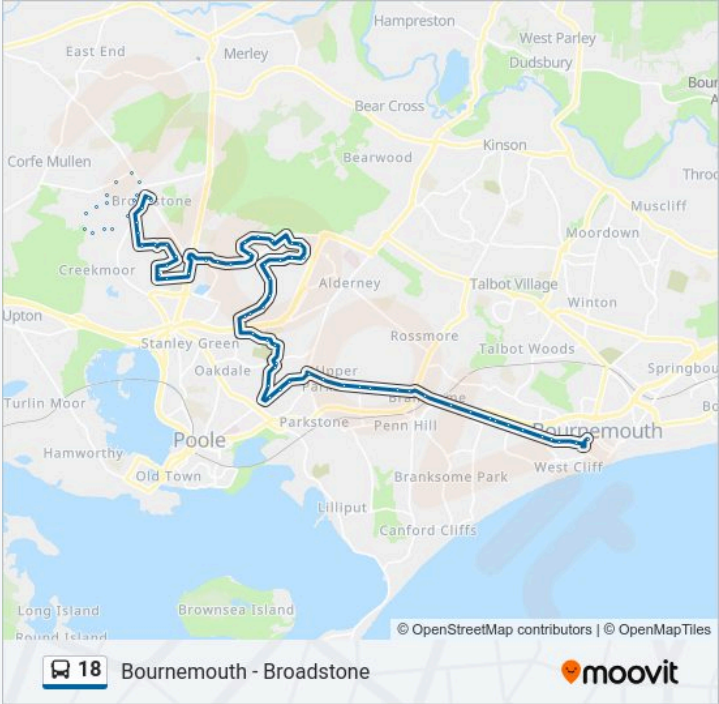 Hampreston
East End
Merley
West Parley
Dudsbury
Bear Cross
Kinson
Corfe Mullen
Bearwood
Broadstone
Muscliff
Moordown
Creekmoor
Alderney
Talbot Village
Winton
Upton
Stanley Green
Rossmore
Talbot Woods
Oakdale
Upper
Turlin Moor
Parkstone
Penn Hill
Bournemouth
Poole
Hamworthy
West Cliff
Old Town
Branksome Park
Lilliput
Canford Cliffs
Long Island
Brownsea Island
Round Island
© OpenStreetMap contributors | © OpenMapTiles
18 Bournemouth - Broadstone
moovit